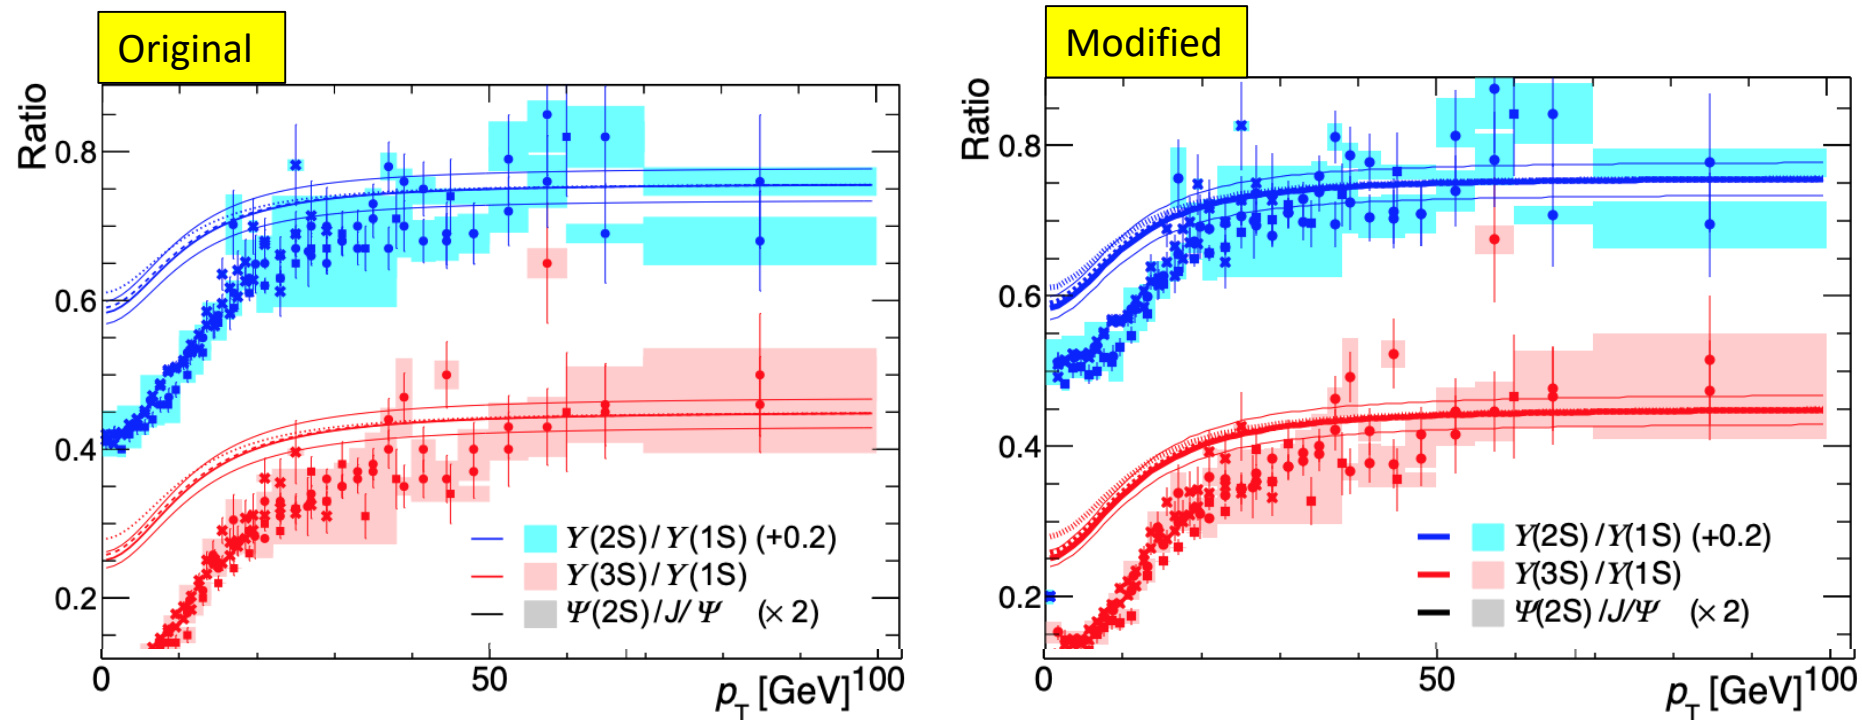 Original
Ratio
0.8
0.6
0.4
0.2
0
50
100
p_T [GeV]
ϒ(2S) / ϒ(1S) (+0.2)
ϒ(3S) / ϒ(1S)
Ψ(2S) / J/Ψ (× 2)
Modified
Ratio
0.8
0.6
0.4
0.2
0
50
100
p_T [GeV]
ϒ(2S) / ϒ(1S) (+0.2)
ϒ(3S) / ϒ(1S)
Ψ(2S) / J/Ψ (× 2)